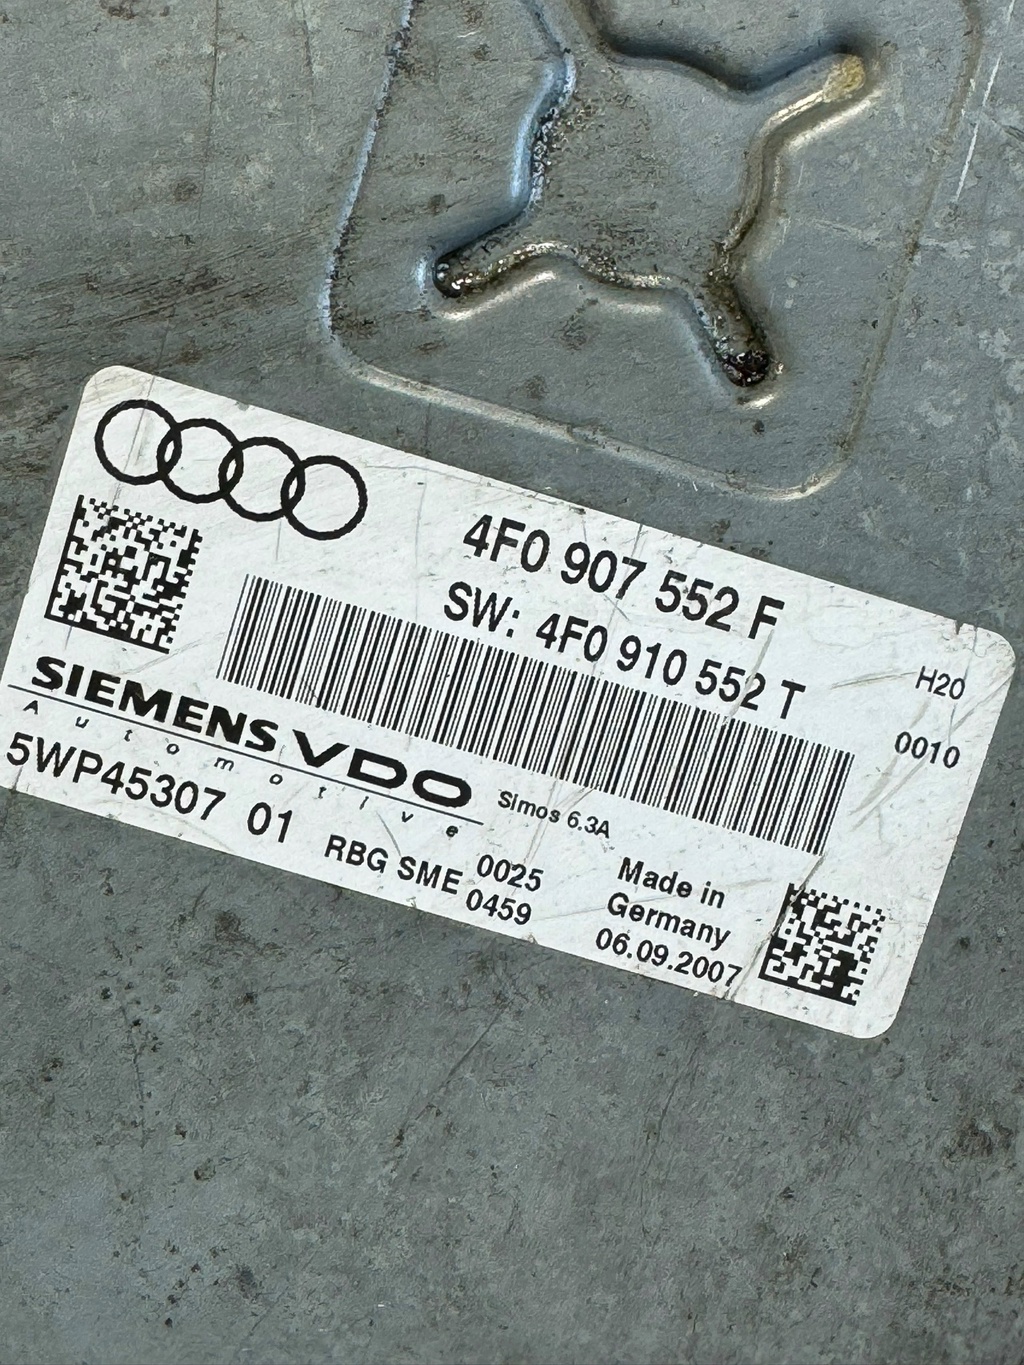 4F0 907 552 F
SW: 4F0 910 552 T
H20
0010
SIEMENS VDO
Automotive
5WP45307 01
Simos 6.3A
RBG SME 0025
0459
Made in
Germany
06.09.2007